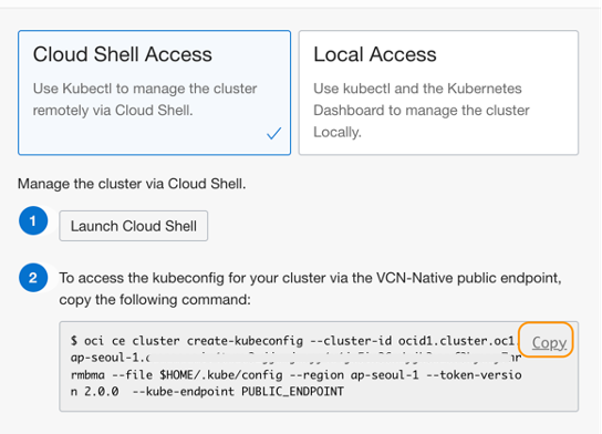 Cloud Shell Access
Use Kubectl to manage the cluster
remotely via Cloud Shell.
Local Access
Use kubectl and the Kubernetes
Dashboard to manage the cluster
Locally.
Manage the cluster via Cloud Shell.
1
Launch Cloud Shell
2
To access the kubeconfig for your cluster via the VCN-Native public endpoint,
copy the following command:
$ oci ce cluster create-kubeconfig --cluster-id ocid1.cluster.oc1.
Copy
ap-seoul-1.
rmbma --file $HOME/.kube/config --region ap-seoul-1 --token-versio
n 2.0.0 --kube-endpoint PUBLIC_ENDPOINT